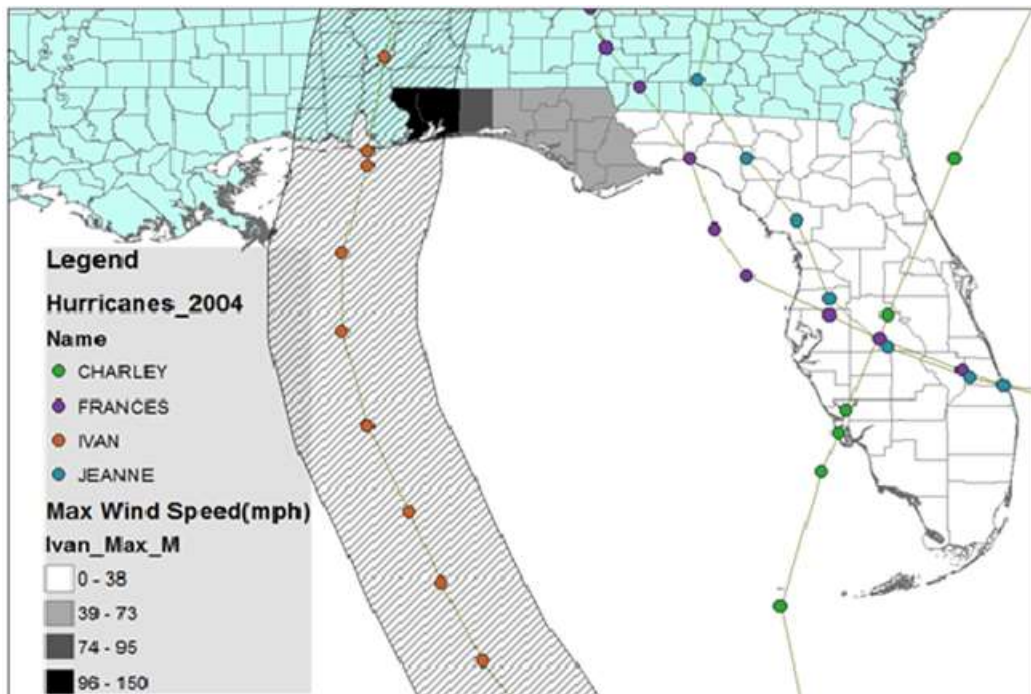 Legend
Hurricanes_2004
Name
CHARLEY
FRANCES
IVAN
JEANNE
Max Wind Speed(mph)
Ivan_Max_M
0 - 38
39 - 73
74 - 95
96 - 150